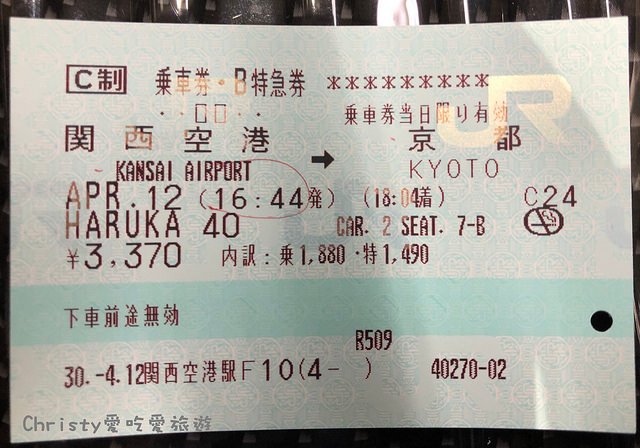 C制 乗車券・B特急券 *********
・・□□・・ 乗車券当日限り有効
関西空港 → 京都
KANSAI AIRPORT KYOTO
APR.12 (16:44発) (18:04着) C24
HARUKA 40 CAR. 2 SEAT. 7-B
¥3,370 内訳:乗1,880・特1,490
JR
下車前途無効
R509
30.-4.12関西空港駅F10(4- ) 40270-02
Christy愛吃愛旅遊